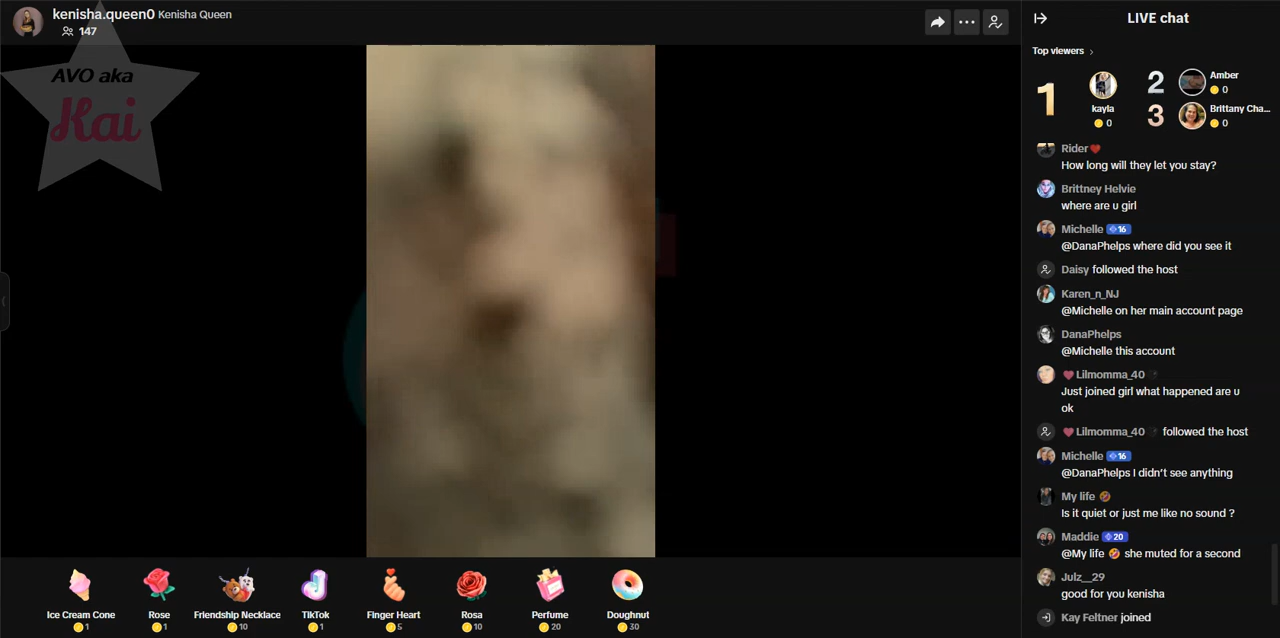 kenisha.queen0 Kenisha Queen
147
AVO aka
Kai
LIVE chat
Top viewers
1
kayla
0
2
Amber
0
3
Brittany Cha...
0
Rider
How long will they let you stay?
Brittney Helvie
where are u girl
Michelle 16
@DanaPhelps where did you see it
Daisy followed the host
Karen_n_NJ
@Michelle on her main account page
DanaPhelps
@Michelle this account
Lilmomma_40
Just joined girl what happened are u
ok
Lilmomma_40 followed the host
Michelle 16
@DanaPhelps I didn't see anything
My life 🤣
Is it quiet or just me like no sound ?
Maddie 20
@My life 🤣 she muted for a second
Julz__29
good for you kenisha
Kay Feltner joined
Ice Cream Cone
1
Rose
1
Friendship Necklace
10
TikTok
1
Finger Heart
5
Rosa
10
Perfume
20
Doughnut
30